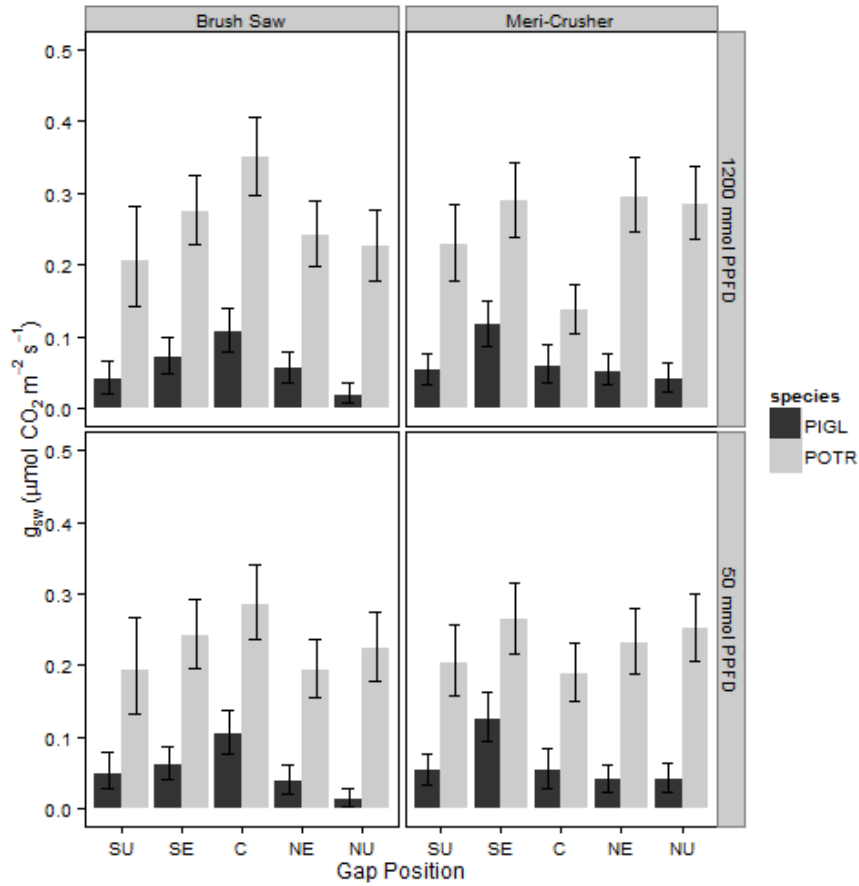 Brush Saw
Meri-Crusher
0.5
0.4
0.3
0.2
0.1
0.0
1200 mmol PPFD
g_sw (μmol CO₂ m⁻² s⁻¹)
0.5
0.4
0.3
0.2
0.1
0.0
50 mmol PPFD
SU SE C NE NU
SU SE C NE NU
Gap Position
species
PIGL
POTR